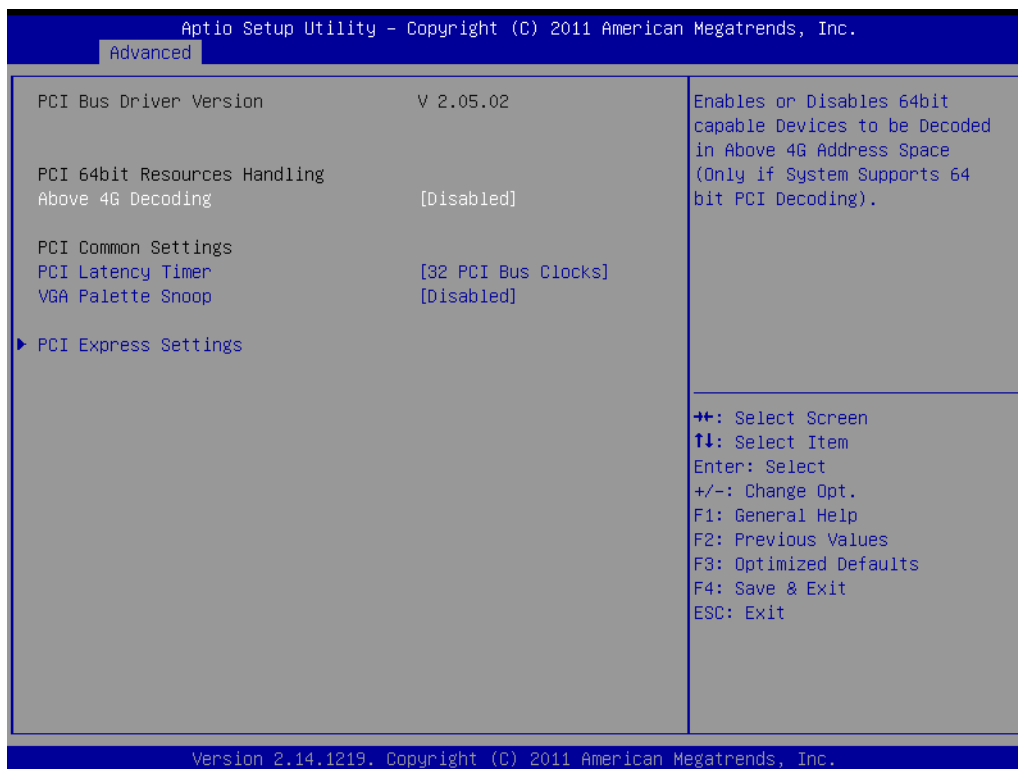 Aptio Setup Utility – Copyright (C) 2011 American Megatrends, Inc.
Advanced
PCI Bus Driver Version V 2.05.02
PCI 64bit Resources Handling
Above 4G Decoding [Disabled]
PCI Common Settings
PCI Latency Timer [32 PCI Bus Clocks]
VGA Palette Snoop [Disabled]
▶ PCI Express Settings
Enables or Disables 64bit
capable Devices to be Decoded
in Above 4G Address Space
(Only if System Supports 64
bit PCI Decoding).
→←: Select Screen
↑↓: Select Item
Enter: Select
+/-: Change Opt.
F1: General Help
F2: Previous Values
F3: Optimized Defaults
F4: Save & Exit
ESC: Exit
Version 2.14.1219. Copyright (C) 2011 American Megatrends, Inc.